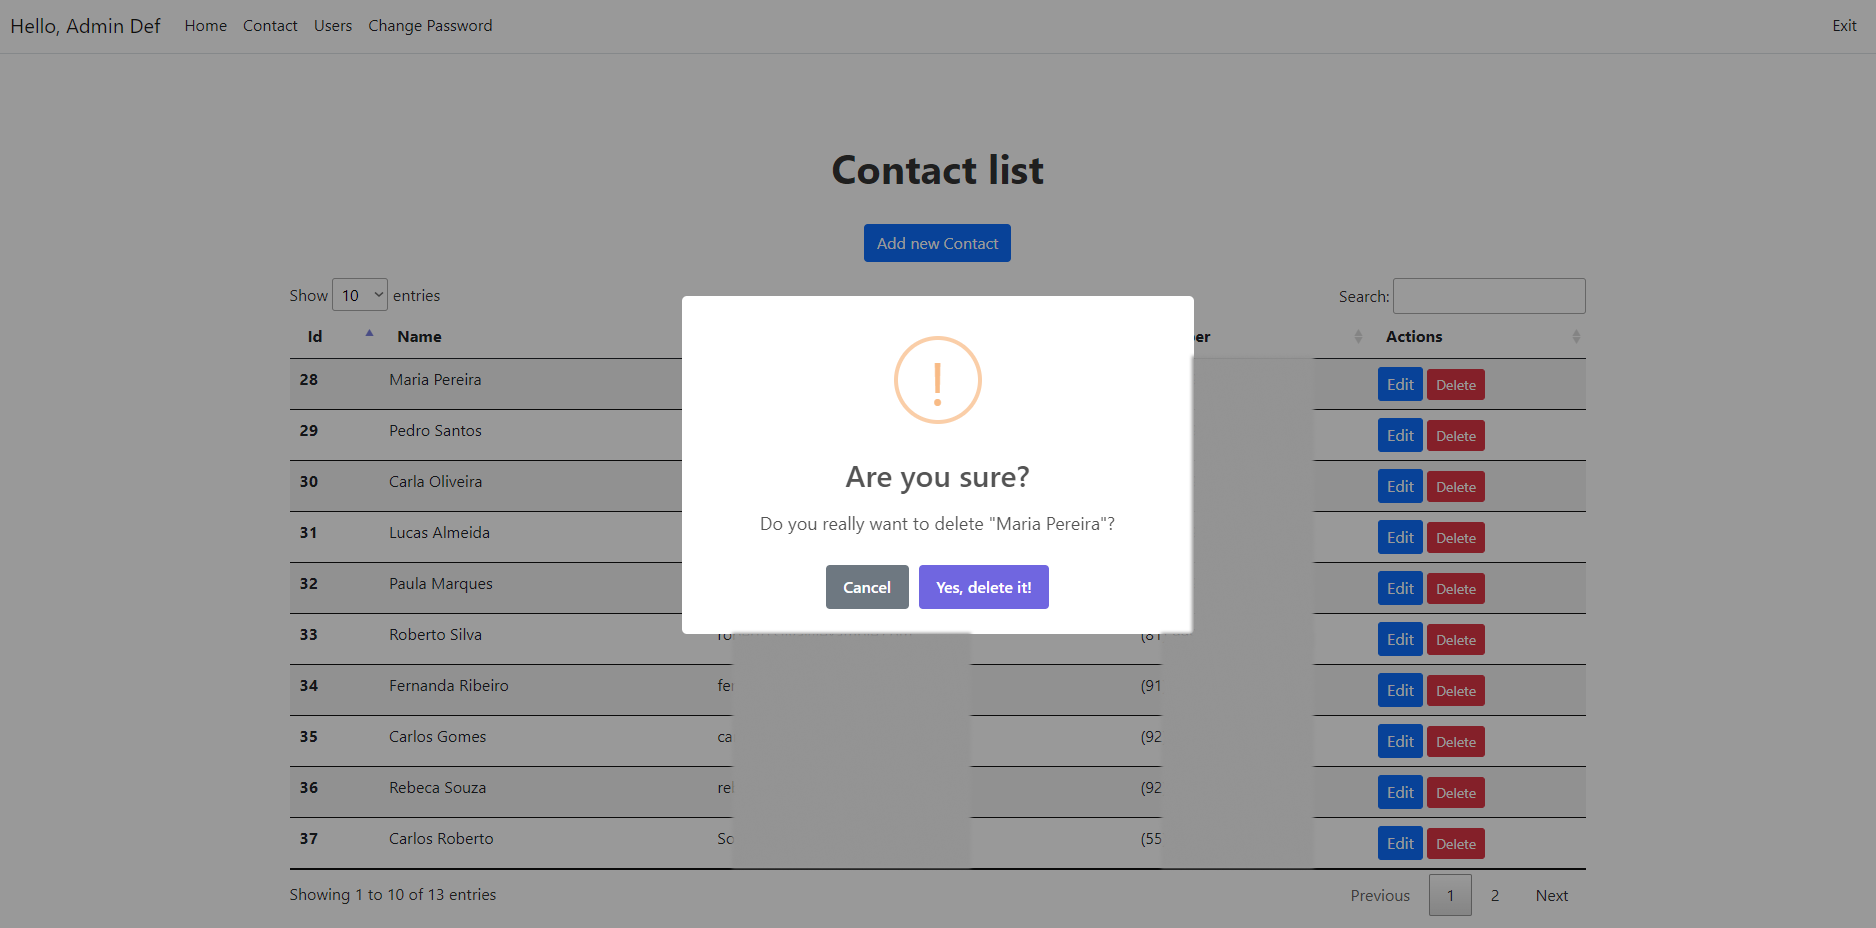 Hello, Admin Def Home Contact Users Change Password Exit
Contact list
Add new Contact
Show 10 entries Search:
Id Name Actions
28 Maria Pereira Edit Delete
29 Pedro Santos Edit Delete
30 Carla Oliveira Edit Delete
31 Lucas Almeida Edit Delete
32 Paula Marques Edit Delete
33 Roberto Silva Edit Delete
34 Fernanda Ribeiro fe (91 Edit Delete
35 Carlos Gomes ca (92 Edit Delete
36 Rebeca Souza re (92 Edit Delete
37 Carlos Roberto Sc (55 Edit Delete
Showing 1 to 10 of 13 entries Previous 1 2 Next
!
Are you sure?
Do you really want to delete "Maria Pereira"?
Cancel Yes, delete it!